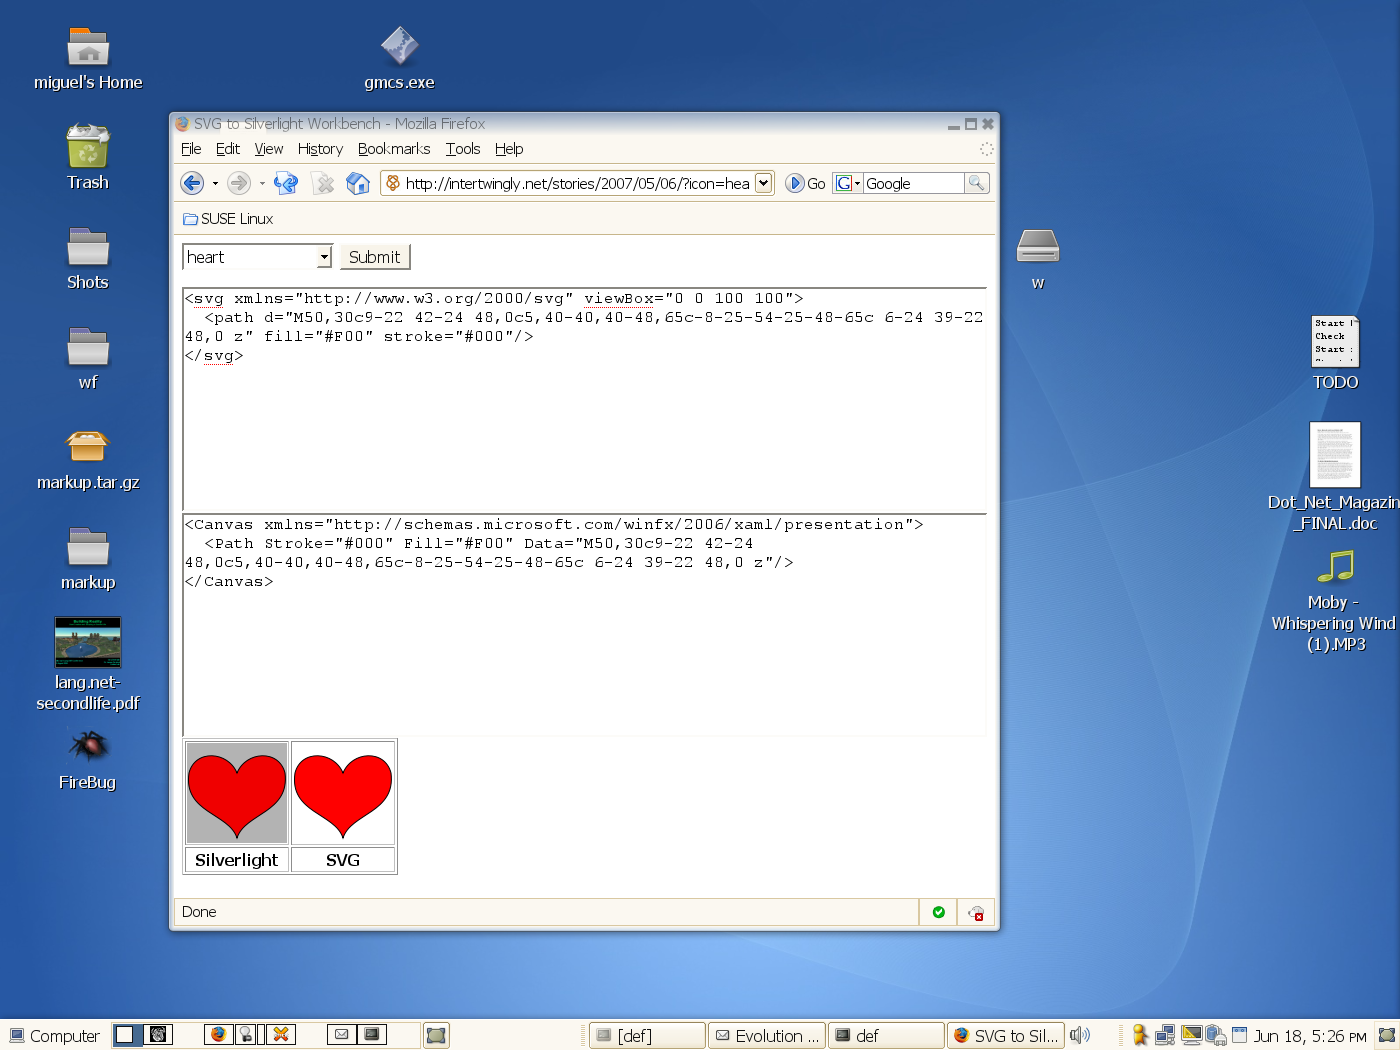 miguel's Home
gmcs.exe
Trash
Shots
wf
markup.tar.gz
markup
lang.net-
secondlife.pdf
FireBug
SVG to Silverlight Workbench - Mozilla Firefox
File Edit View History Bookmarks Tools Help
http://intertwingly.net/stories/2007/05/06/?icon=hea Go G Google
SUSE Linux
heart Submit
<svg xmlns="http://www.w3.org/2000/svg" viewBox="0 0 100 100">
<path d="M50,30c9-22 42-24 48,0c5,40-40,40-48,65c-8-25-54-25-48-65c 6-24 39-22
48,0 z" fill="#F00" stroke="#000"/>
</svg>
<Canvas xmlns="http://schemas.microsoft.com/winfx/2006/xaml/presentation">
<Path Stroke="#000" Fill="#F00" Data="M50,30c9-22 42-24
48,0c5,40-40,40-48,65c-8-25-54-25-48-65c 6-24 39-22 48,0 z"/>
</Canvas>
Silverlight SVG
Done
w
Start
Check
Start :
TODO
Dot_Net_Magazin
_FINAL.doc
Moby -
Whispering Wind
(1).MP3
Computer [def] Evolution ... def SVG to Sil... Jun 18, 5:26 PM